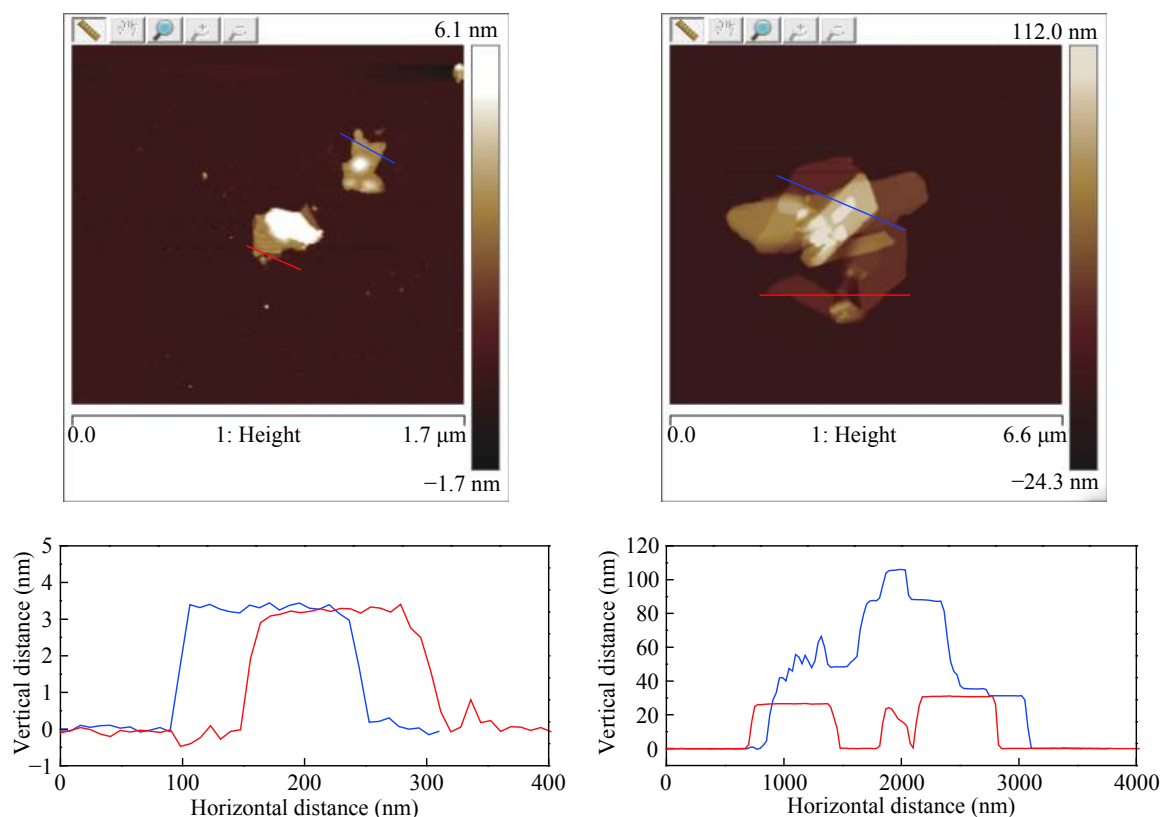 6.1 nm
0.0 1: Height 1.7 μm
−1.7 nm
112.0 nm
0.0 1: Height 6.6 μm
−24.3 nm
5
4
3
2
1
0
−1
Vertical distance (nm)
0 100 200 300 400
Horizontal distance (nm)
120
100
80
60
40
20
0
Vertical distance (nm)
0 1000 2000 3000 4000
Horizontal distance (nm)